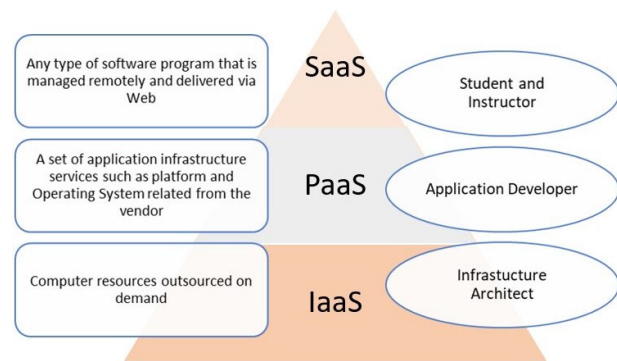 Any type of software program that is
managed remotely and delivered via
Web
SaaS
Student and
Instructor
A set of application infrastructure
services such as platform and
Operating System related from the
vendor
PaaS
Application Developer
Computer resources outsourced on
demand
IaaS
Infrastucture
Architect